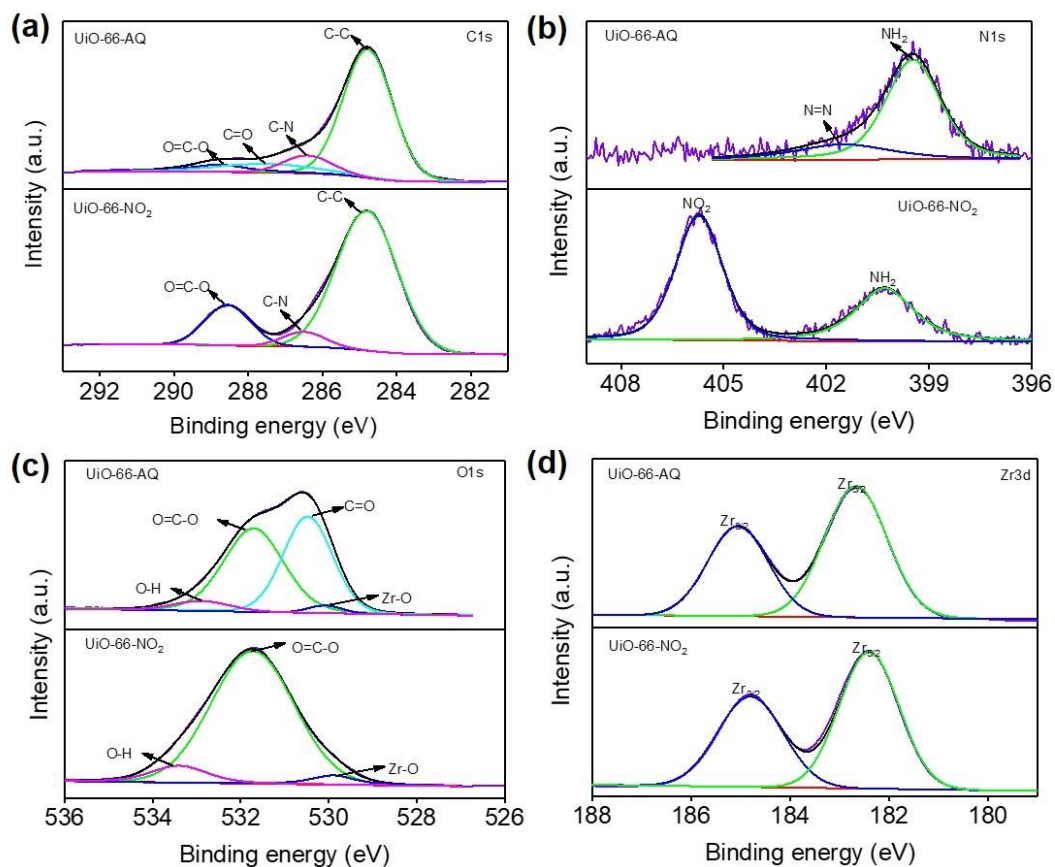 (a)
UiO-66-AQ
C1s
C-C
C-N
C=O
O=C-O
UiO-66-NO₂
C-C
O=C-O
C-N
Intensity (a.u.)
292 290 288 286 284 282
Binding energy (eV)
(b)
UiO-66-AQ
N1s
NH₂
N=N
NO₂
UiO-66-NO₂
NH₂
Intensity (a.u.)
408 405 402 399 396
Binding energy (eV)
(c)
UiO-66-AQ
O1s
C=O
O=C-O
O-H
Zr-O
UiO-66-NO₂
O=C-O
O-H
Zr-O
Intensity (a.u.)
536 534 532 530 528 526
Binding energy (eV)
(d)
UiO-66-AQ
Zr3d
Zr₅/₂
Zr₃/₂
UiO-66-NO₂
Zr₅/₂
Zr₃/₂
Intensity (a.u.)
188 186 184 182 180
Binding energy (eV)